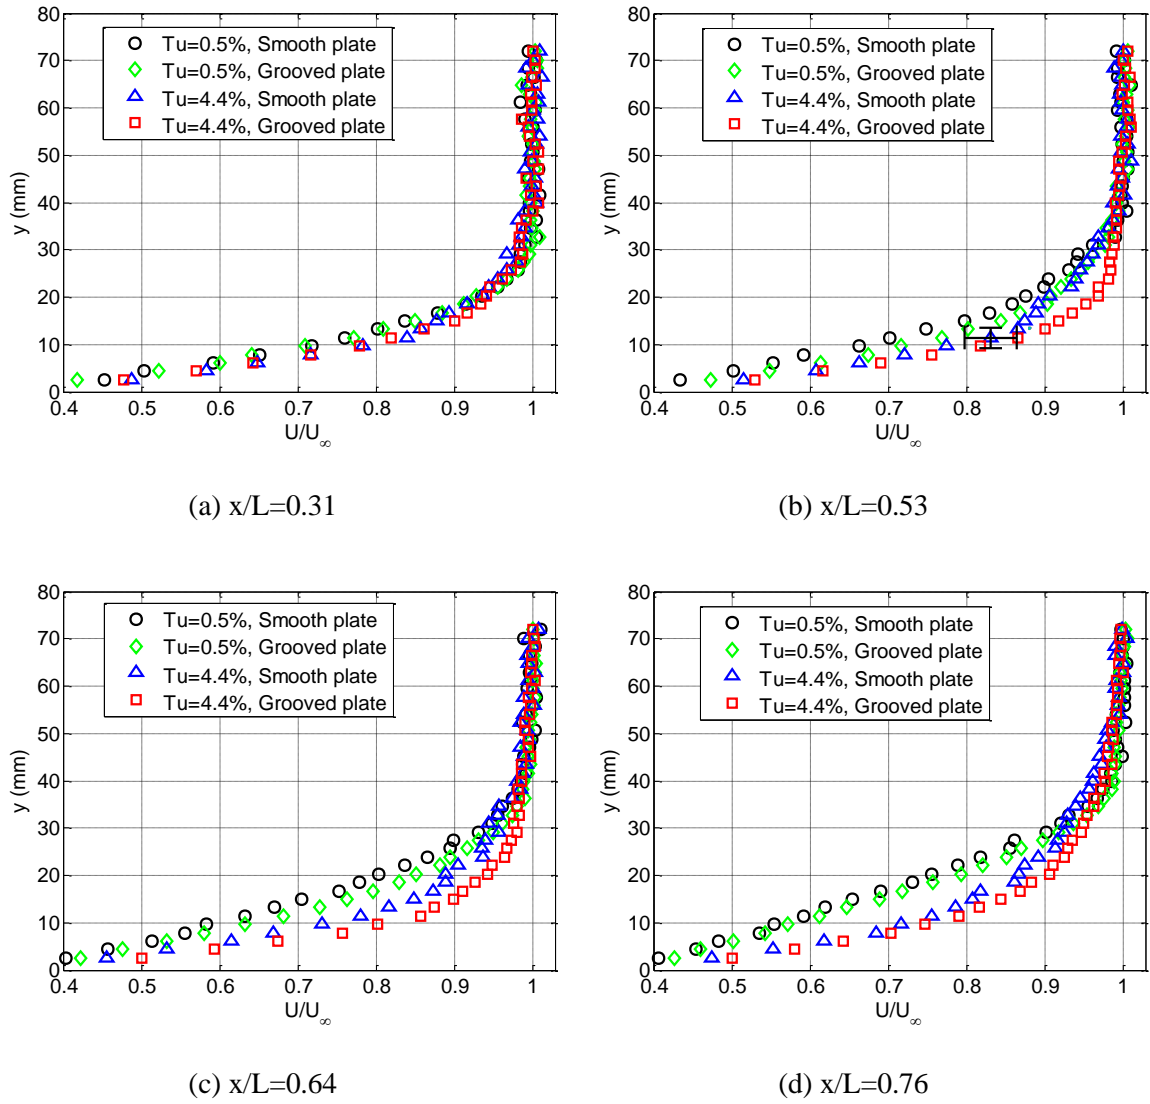 80
70
60
50
40
30
20
10
0
y (mm)
Tu=0.5%, Smooth plate
Tu=0.5%, Grooved plate
Tu=4.4%, Smooth plate
Tu=4.4%, Grooved plate
0.4 0.5 0.6 0.7 0.8 0.9 1
U/U∞
(a) x/L=0.31
80
70
60
50
40
30
20
10
0
y (mm)
Tu=0.5%, Smooth plate
Tu=0.5%, Grooved plate
Tu=4.4%, Smooth plate
Tu=4.4%, Grooved plate
0.4 0.5 0.6 0.7 0.8 0.9 1
U/U∞
(b) x/L=0.53
80
70
60
50
40
30
20
10
0
y (mm)
Tu=0.5%, Smooth plate
Tu=0.5%, Grooved plate
Tu=4.4%, Smooth plate
Tu=4.4%, Grooved plate
0.4 0.5 0.6 0.7 0.8 0.9 1
U/U∞
(c) x/L=0.64
80
70
60
50
40
30
20
10
0
y (mm)
Tu=0.5%, Smooth plate
Tu=0.5%, Grooved plate
Tu=4.4%, Smooth plate
Tu=4.4%, Grooved plate
0.4 0.5 0.6 0.7 0.8 0.9 1
U/U∞
(d) x/L=0.76